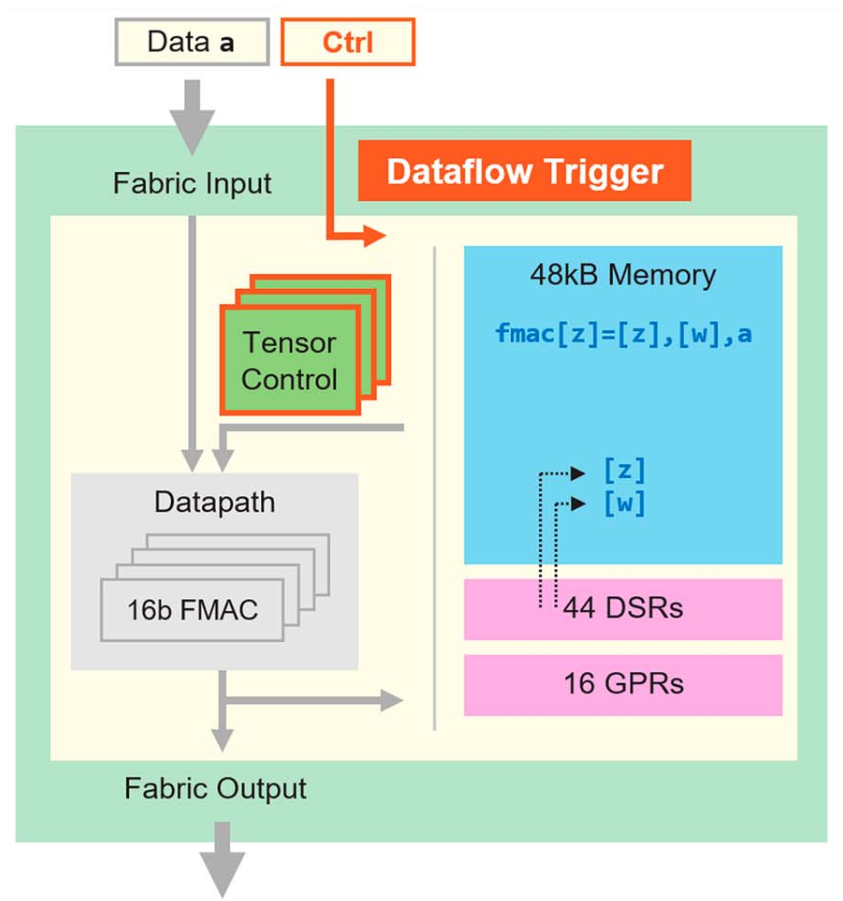 Data a
Ctrl
Dataflow Trigger
Fabric Input
48kB Memory
fmac[z]=[z],[w],a
Tensor
Control
[z]
[w]
Datapath
16b FMAC
44 DSRs
16 GPRs
Fabric Output